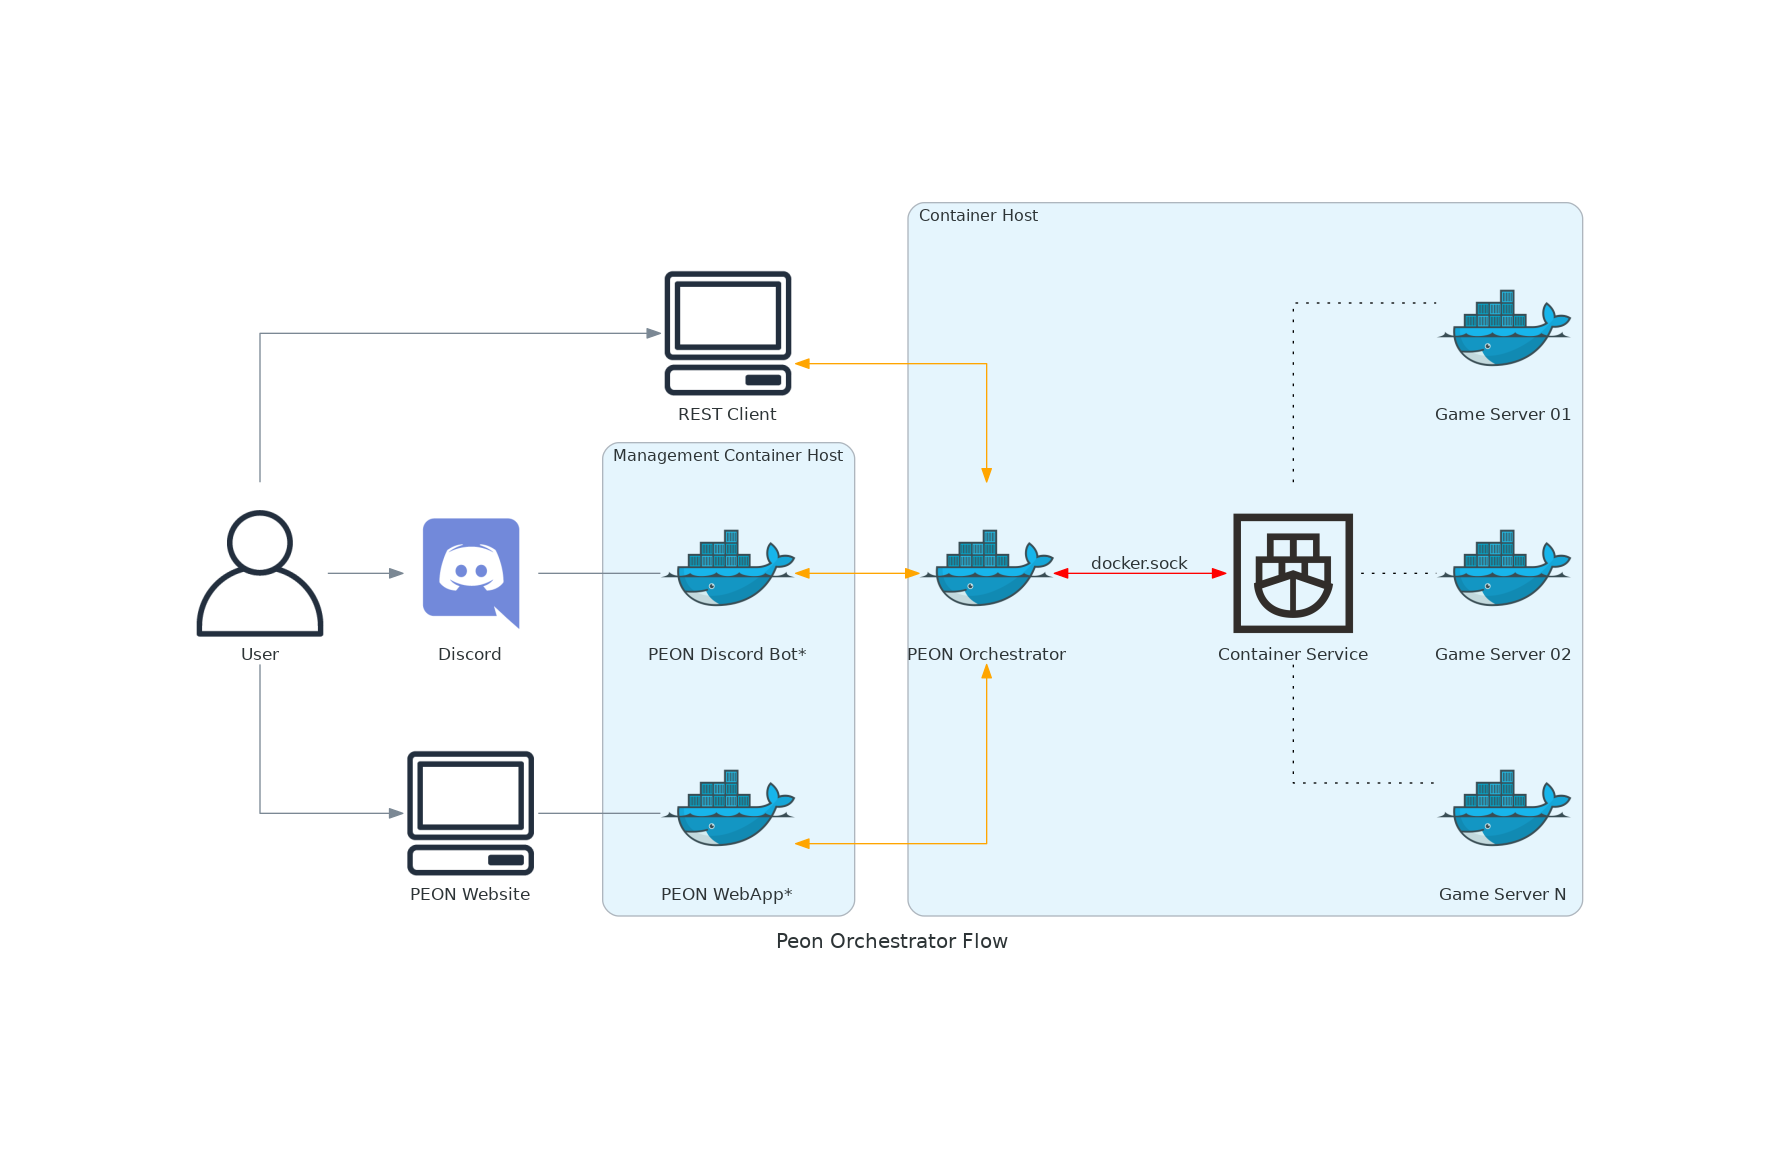 Container Host
REST Client
Game Server 01
Management Container Host
docker.sock
User
Discord
PEON Discord Bot*
PEON Orchestrator
Container Service
Game Server 02
PEON Website
PEON WebApp*
Game Server N
Peon Orchestrator Flow